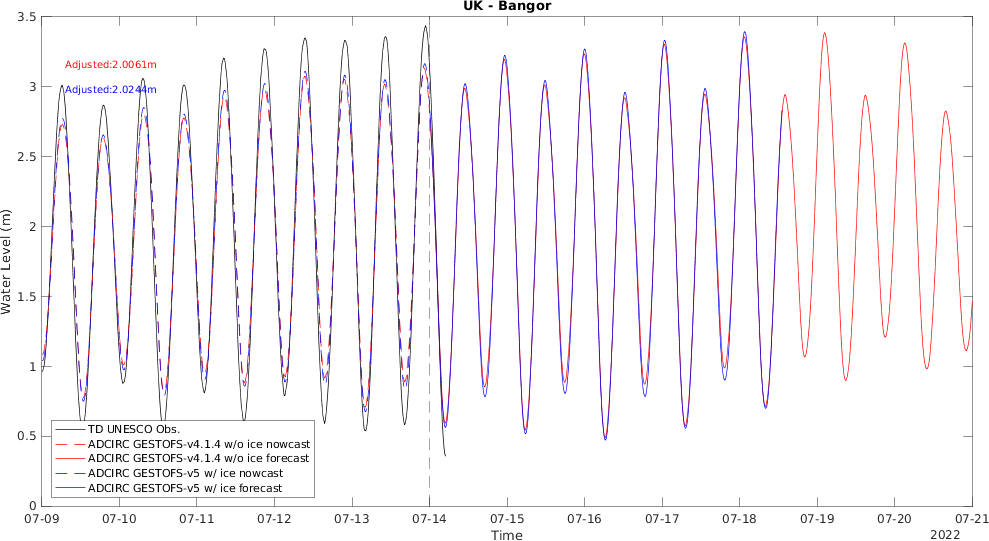 UK - Bangor
3.5
3
2.5
2
1.5
1
0.5
0
Water Level (m)
Adjusted:2.0061m
Adjusted:2.0244m
TD UNESCO Obs.
ADCIRC GESTOFS-v4.1.4 w/o ice nowcast
ADCIRC GESTOFS-v4.1.4 w/o ice forecast
ADCIRC GESTOFS-v5 w/ ice nowcast
ADCIRC GESTOFS-v5 w/ ice forecast
07-09 07-10 07-11 07-12 07-13 07-14 07-15 07-16 07-17 07-18 07-19 07-20 07-21
Time
2022